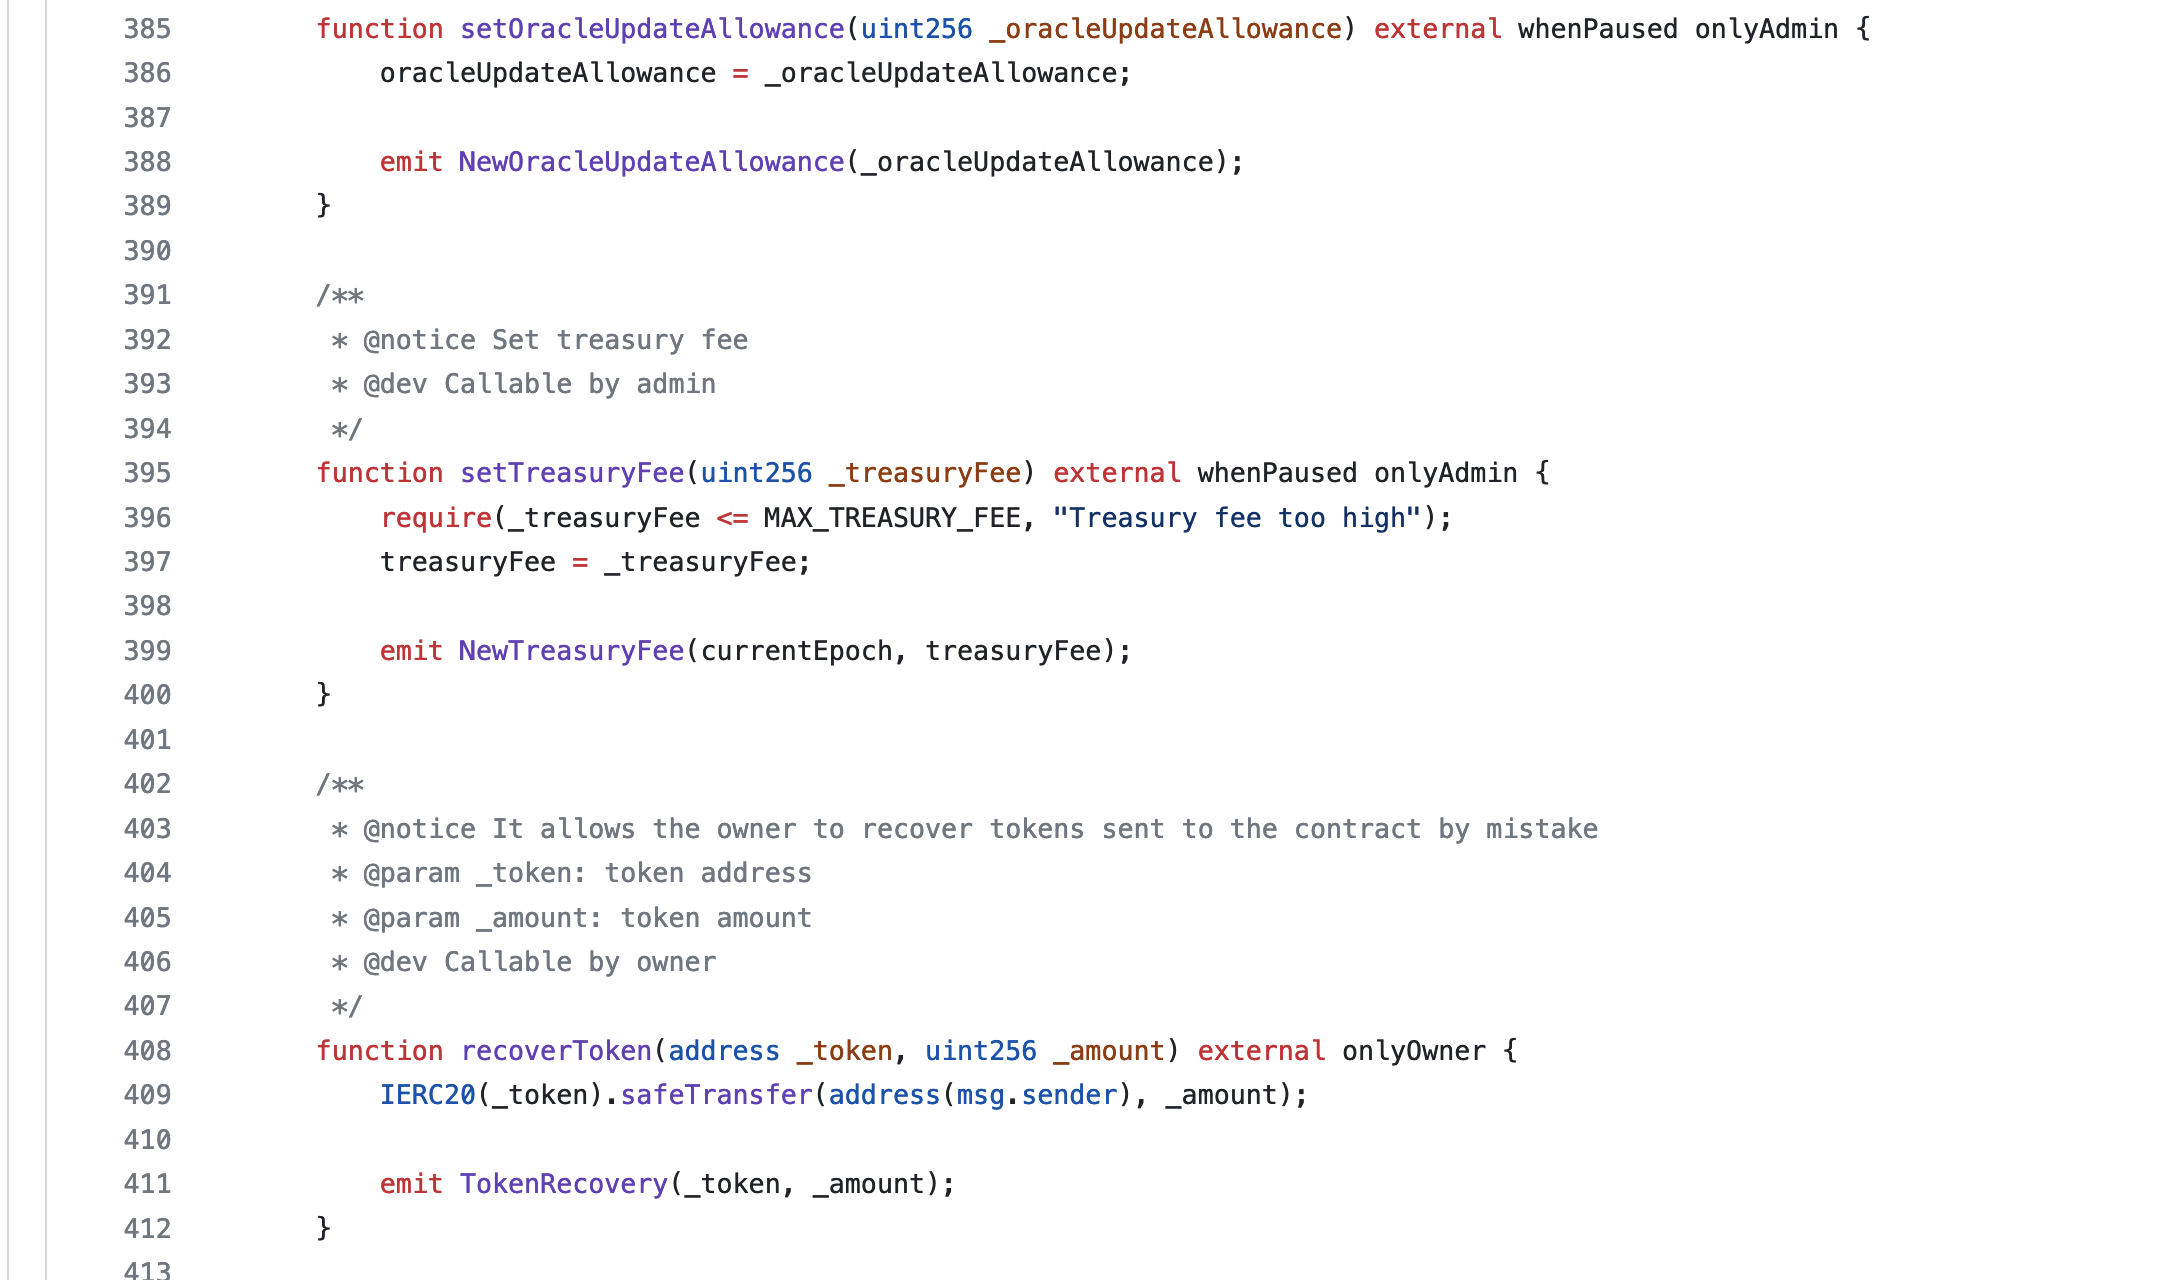 385 function setOracleUpdateAllowance(uint256 _oracleUpdateAllowance) external whenPaused onlyAdmin {
386 oracleUpdateAllowance = _oracleUpdateAllowance;
387
388 emit NewOracleUpdateAllowance(_oracleUpdateAllowance);
389 }
390
391 /**
392 * @notice Set treasury fee
393 * @dev Callable by admin
394 */
395 function setTreasuryFee(uint256 _treasuryFee) external whenPaused onlyAdmin {
396 require(_treasuryFee <= MAX_TREASURY_FEE, "Treasury fee too high");
397 treasuryFee = _treasuryFee;
398
399 emit NewTreasuryFee(currentEpoch, treasuryFee);
400 }
401
402 /**
403 * @notice It allows the owner to recover tokens sent to the contract by mistake
404 * @param _token: token address
405 * @param _amount: token amount
406 * @dev Callable by owner
407 */
408 function recoverToken(address _token, uint256 _amount) external onlyOwner {
409 IERC20(_token).safeTransfer(address(msg.sender), _amount);
410
411 emit TokenRecovery(_token, _amount);
412 }
413